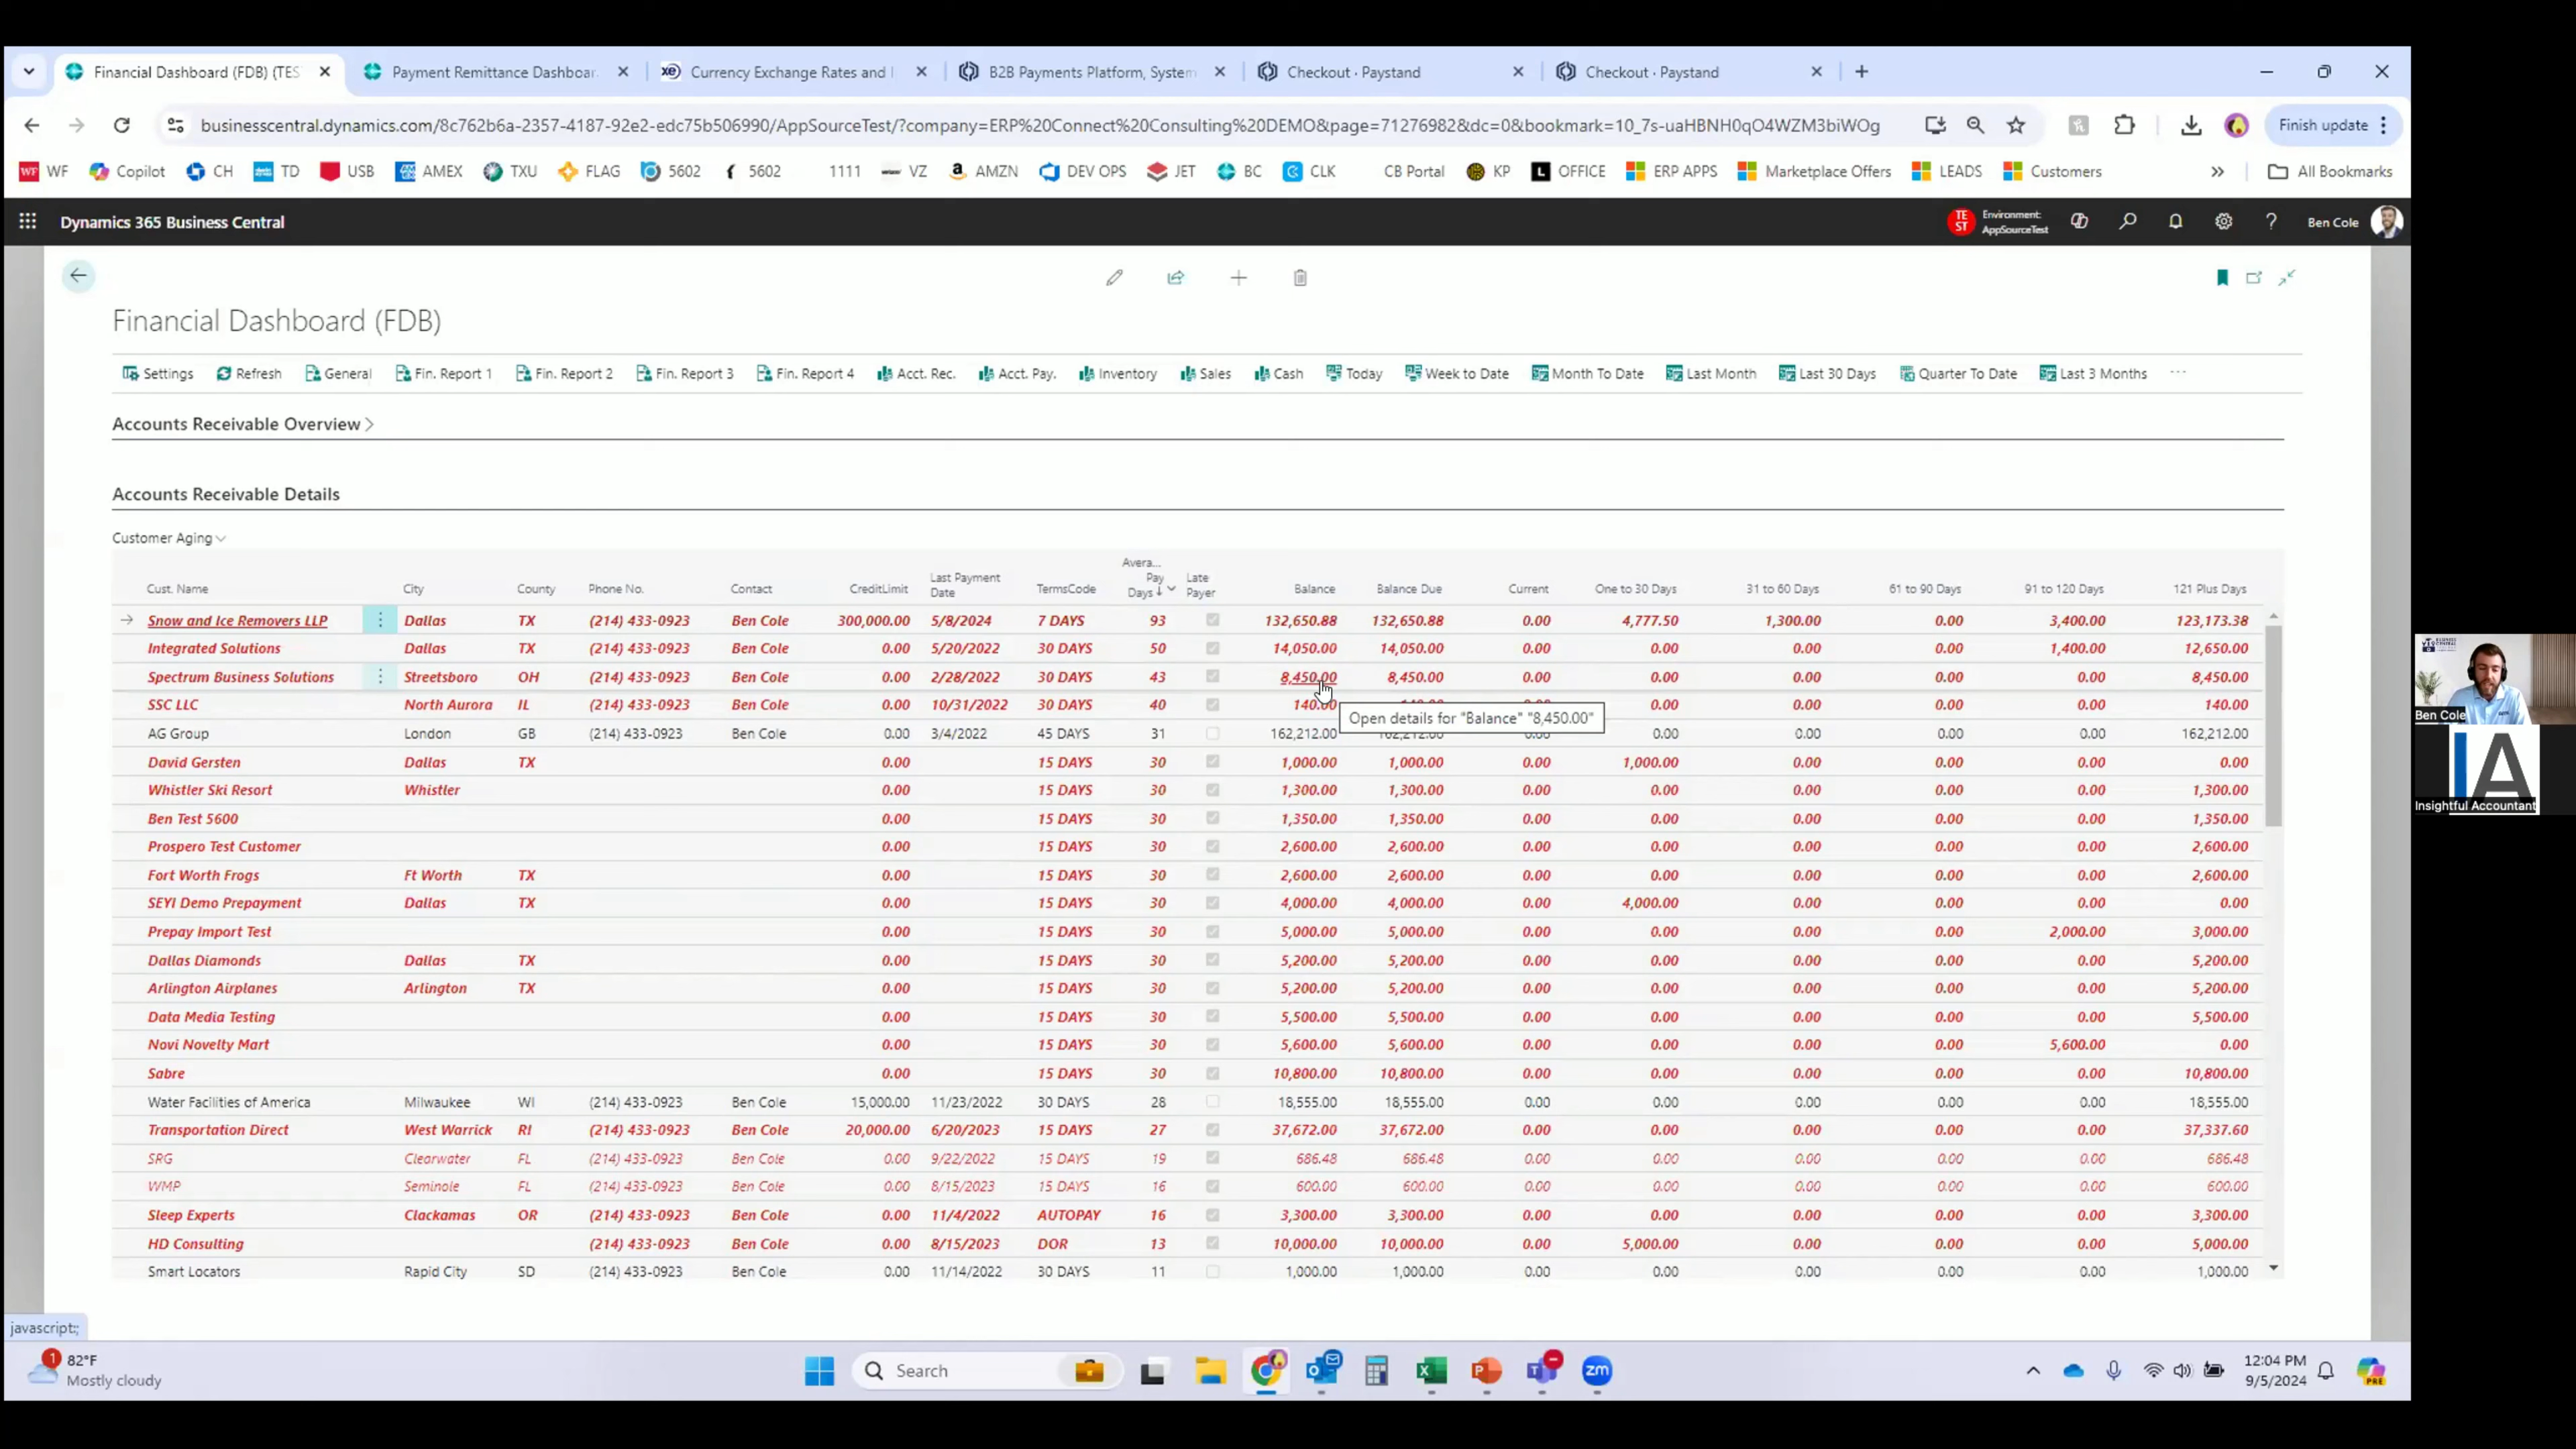 Financial Dashboard (FDB) (TES
Payment Remittance Dashboar
Currency Exchange Rates and
B2B Payments Platform, System
Checkout · Paystand
Checkout · Paystand
businesscentral.dynamics.com/8c762b6a-2357-4187-92e2-edc75b506990/AppSourceTest/?company=ERP%20Connect%20Consulting%20DEMO&page=71276982&dc=0&bookmark=10_7s-uaHBNH0qO4WZM3biWOg
Finish update
WF WF Copilot CH TD USB AMEX TXU FLAG 5602 5602 1111 VZ AMZN DEV OPS JET BC CLK CB Portal KP OFFICE ERP APPS Marketplace Offers LEADS Customers All Bookmarks
Dynamics 365 Business Central
TE ST
Environment:
AppSourceTest
Ben Cole
Financial Dashboard (FDB)
Settings Refresh General Fin. Report 1 Fin. Report 2 Fin. Report 3 Fin. Report 4 Acct. Rec. Acct. Pay. Inventory Sales Cash Today Week to Date Month To Date Last Month Last 30 Days Quarter To Date Last 3 Months ...
Accounts Receivable Overview
Accounts Receivable Details
Customer Aging
Cust. Name City County Phone No. Contact CreditLimit Last Payment Date TermsCode Avera... Pay Days Late Payer Balance Balance Due Current One to 30 Days 31 to 60 Days 61 to 90 Days 91 to 120 Days 121 Plus Days
Snow and Ice Removers LLP Dallas TX (214) 433-0923 Ben Cole 300,000.00 5/8/2024 7 DAYS 93 132,650.88 132,650.88 0.00 4,777.50 1,300.00 0.00 3,400.00 123,173.38
Integrated Solutions Dallas TX (214) 433-0923 Ben Cole 0.00 5/20/2022 30 DAYS 50 14,050.00 14,050.00 0.00 0.00 0.00 0.00 1,400.00 12,650.00
Spectrum Business Solutions Streetsboro OH (214) 433-0923 Ben Cole 0.00 2/28/2022 30 DAYS 43 8,450.00 8,450.00 0.00 0.00 0.00 0.00 0.00 8,450.00
SSC LLC North Aurora IL (214) 433-0923 Ben Cole 0.00 10/31/2022 30 DAYS 40 140.00 0.00 0.00 0.00 0.00 140.00
Open details for "Balance" "8,450.00"
AG Group London GB (214) 433-0923 Ben Cole 0.00 3/4/2022 45 DAYS 31 162,212.00 162,212.00 0.00 0.00 0.00 0.00 0.00 162,212.00
David Gersten Dallas TX 0.00 15 DAYS 30 1,000.00 1,000.00 0.00 1,000.00 0.00 0.00 0.00 0.00
Whistler Ski Resort Whistler 0.00 15 DAYS 30 1,300.00 1,300.00 0.00 0.00 0.00 0.00 0.00 1,300.00
Ben Test 5600 0.00 15 DAYS 30 1,350.00 1,350.00 0.00 0.00 0.00 0.00 0.00 1,350.00
Prospero Test Customer 0.00 15 DAYS 30 2,600.00 2,600.00 0.00 0.00 0.00 0.00 0.00 2,600.00
Fort Worth Frogs Ft Worth TX 0.00 15 DAYS 30 2,600.00 2,600.00 0.00 0.00 0.00 0.00 0.00 2,600.00
SEYI Demo Prepayment Dallas TX 0.00 15 DAYS 30 4,000.00 4,000.00 0.00 4,000.00 0.00 0.00 0.00 0.00
Prepay Import Test 0.00 15 DAYS 30 5,000.00 5,000.00 0.00 0.00 0.00 0.00 2,000.00 3,000.00
Dallas Diamonds Dallas TX 0.00 15 DAYS 30 5,200.00 5,200.00 0.00 0.00 0.00 0.00 0.00 5,200.00
Arlington Airplanes Arlington TX 0.00 15 DAYS 30 5,200.00 5,200.00 0.00 0.00 0.00 0.00 0.00 5,200.00
Data Media Testing 0.00 15 DAYS 30 5,500.00 5,500.00 0.00 0.00 0.00 0.00 0.00 5,500.00
Novi Novelty Mart 0.00 15 DAYS 30 5,600.00 5,600.00 0.00 0.00 0.00 0.00 5,600.00 0.00
Sabre 0.00 15 DAYS 30 10,800.00 10,800.00 0.00 0.00 0.00 0.00 0.00 10,800.00
Water Facilities of America Milwaukee WI (214) 433-0923 Ben Cole 15,000.00 11/23/2022 30 DAYS 28 18,555.00 18,555.00 0.00 0.00 0.00 0.00 0.00 18,555.00
Transportation Direct West Warrick RI (214) 433-0923 Ben Cole 20,000.00 6/20/2023 15 DAYS 27 37,672.00 37,672.00 0.00 0.00 0.00 0.00 0.00 37,337.60
SRG Clearwater FL (214) 433-0923 Ben Cole 0.00 9/22/2022 15 DAYS 19 686.48 686.48 0.00 0.00 0.00 0.00 0.00 686.48
WMP Seminole FL (214) 433-0923 Ben Cole 0.00 8/15/2023 15 DAYS 16 600.00 600.00 0.00 0.00 0.00 0.00 0.00 600.00
Sleep Experts Clackamas OR (214) 433-0923 Ben Cole 0.00 11/4/2022 AUTOPAY 16 3,300.00 3,300.00 0.00 0.00 0.00 0.00 0.00 3,300.00
HD Consulting (214) 433-0923 Ben Cole 0.00 8/15/2023 DOR 13 10,000.00 10,000.00 0.00 5,000.00 0.00 0.00 0.00 5,000.00
Smart Locators Rapid City SD (214) 433-0923 Ben Cole 0.00 11/14/2022 30 DAYS 11 1,000.00 1,000.00 0.00 0.00 0.00 0.00 0.00 1,000.00
javascript:;
1
82°F
Mostly cloudy
Search
zm
12:04 PM
9/5/2024
PRE
Ben Cole
IA
Insightful Accountant